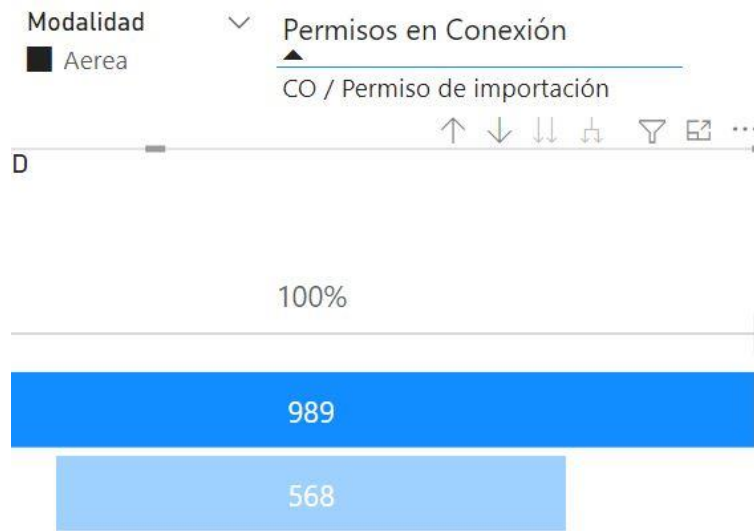 Modalidad
Aerea
Permisos en Conexión
CO / Permiso de importación
D
100%
989
568